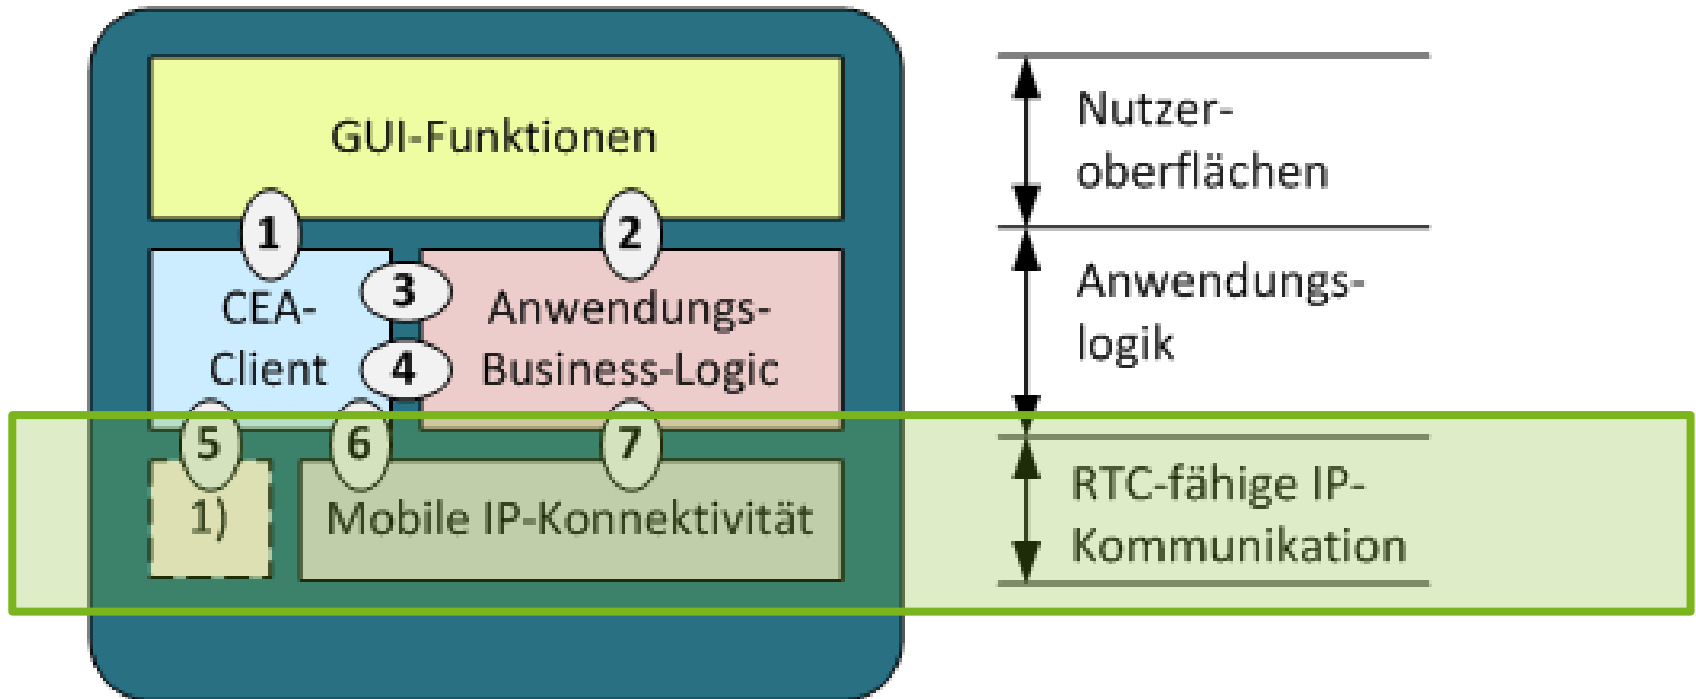 GUI-Funktionen
1
2
CEA-
Client
3
4
Anwendungs-
Business-Logic
5
6
7
1)
Mobile IP-Konnektivität
Nutzer-
oberflächen
Anwendungs-
logik
RTC-fähige IP-
Kommunikation